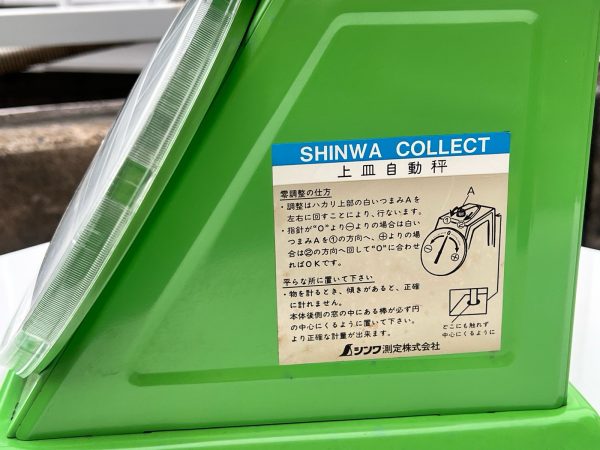 SHINWA COLLECT
上皿自動秤
零調整の仕方
・調整はハカリ上部の白いつまみAを
左右に回すことにより、行ないます。
・指針が"0"より⊖よりの場合は白い
つまみAを①の方向へ、⊕よりの場
合は②の方向へ回して"0"に合わせ
ればOKです。
平らな所に置いて下さい
・物を計るとき、傾きがあると、正確
に計れません。
本体後側の窓の中にある棒が必ず円
の中心にくるように置いて下さい。
より正確な計量が出来ます。
A
0
⊖
⊕
どこにも触れず
中心にくるように
シンワ測定株式会社